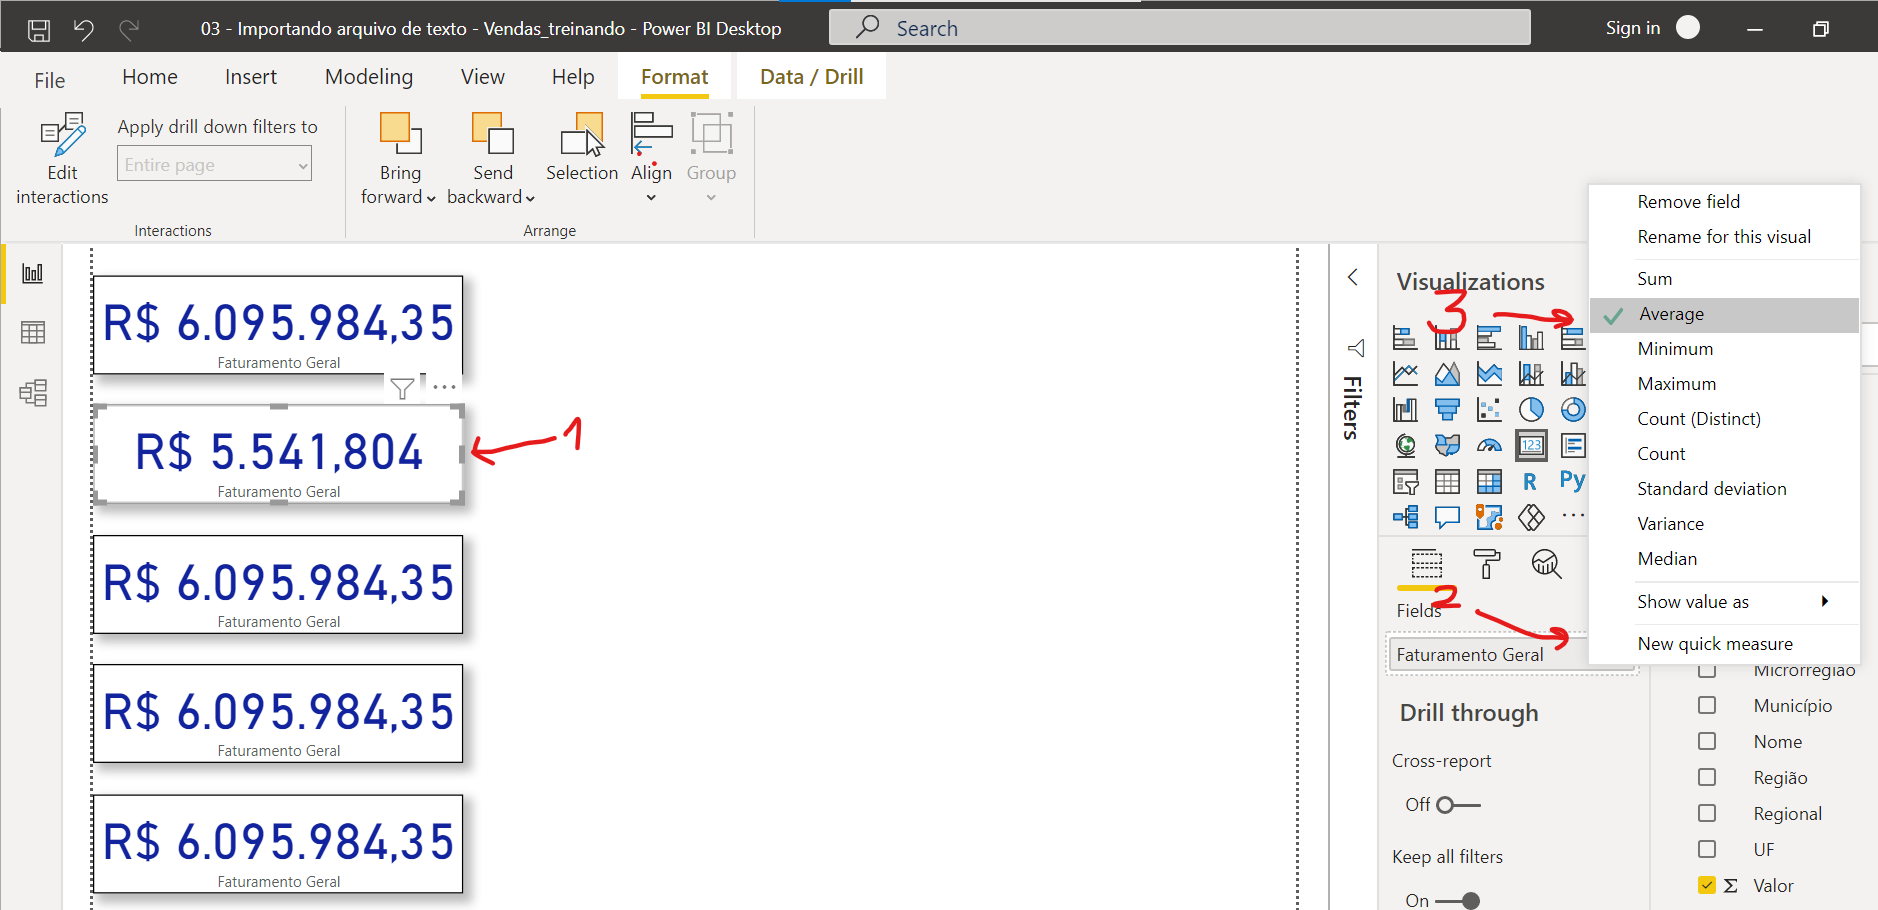 03 - Importando arquivo de texto - Vendas_treinando - Power BI Desktop
Search
Sign in
File
Home
Insert
Modeling
View
Help
Format
Data / Drill
Edit
interactions
Apply drill down filters to
Entire page
Interactions
Bring
forward
Send
backward
Selection
Align
Group
Arrange
R$ 6.095.984,35
Faturamento Geral
R$ 5.541,804
Faturamento Geral
1
R$ 6.095.984,35
Faturamento Geral
R$ 6.095.984,35
Faturamento Geral
R$ 6.095.984,35
Faturamento Geral
Filters
Visualizations
3
123
R
Py
Fields
2
Faturamento Geral
Drill through
Cross-report
Off
Keep all filters
On
Remove field
Rename for this visual
Sum
Average
Minimum
Maximum
Count (Distinct)
Count
Standard deviation
Variance
Median
Show value as
New quick measure
Microrregião
Município
Nome
Região
Regional
UF
Σ Valor